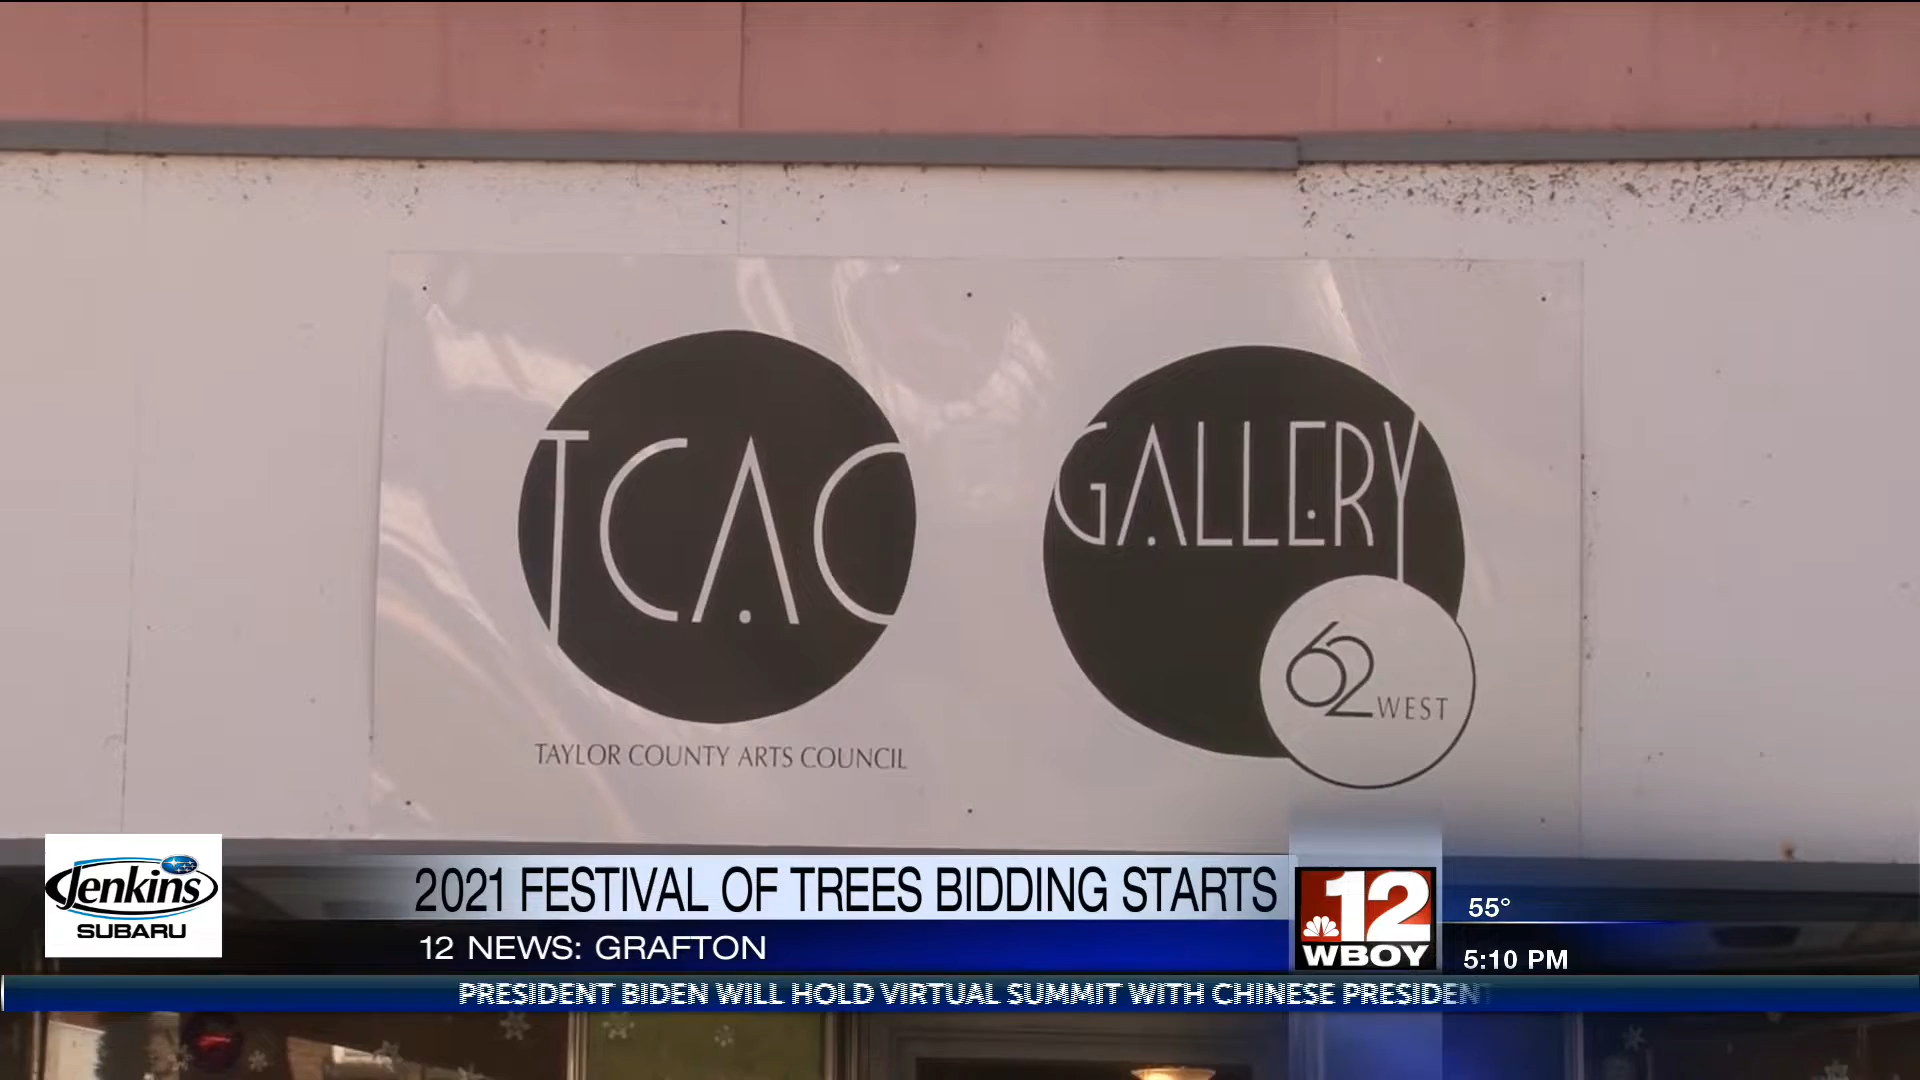 TCAC
TAYLOR COUNTY ARTS COUNCIL
GALLERY
62 WEST
Jenkins
SUBARU
2021 FESTIVAL OF TREES BIDDING STARTS
12 NEWS: GRAFTON
12
WBOY
55°
5:10 PM
PRESIDENT BIDEN WILL HOLD VIRTUAL SUMMIT WITH CHINESE PRESIDENT